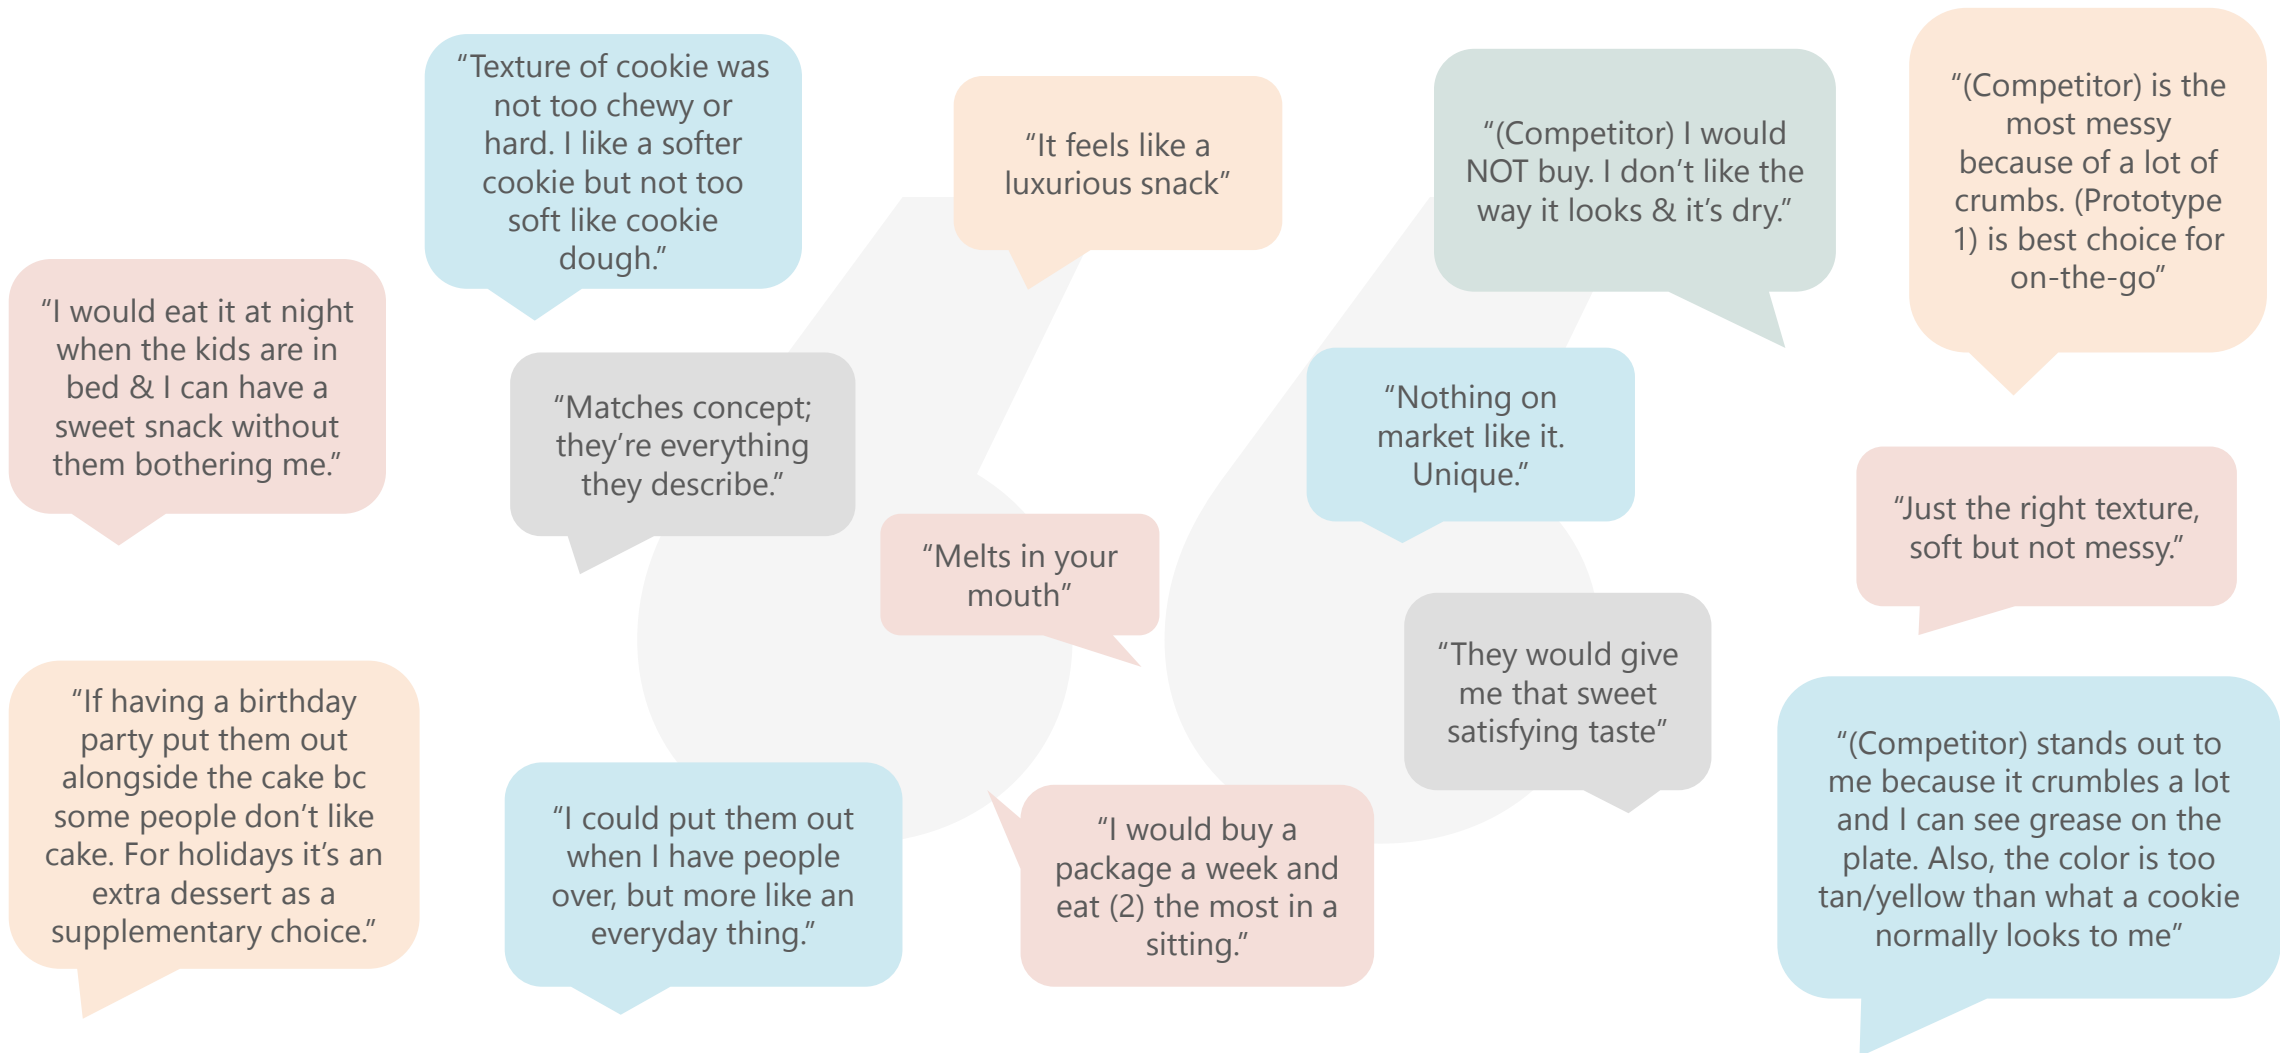 “Texture of cookie was
not too chewy or
hard. I like a softer
cookie but not too
soft like cookie
dough.”
“It feels like a
luxurious snack”
“(Competitor) I would
NOT buy. I don’t like the
way it looks & it’s dry.”
“(Competitor) is the
most messy
because of a lot of
crumbs. (Prototype
1) is best choice for
on-the-go”
“I would eat it at night
when the kids are in
bed & I can have a
sweet snack without
them bothering me.”
“Matches concept;
they’re everything
they describe.”
“Nothing on
market like it.
Unique.”
“Melts in your
mouth”
“Just the right texture,
soft but not messy.”
“They would give
me that sweet
satisfying taste”
“If having a birthday
party put them out
alongside the cake bc
some people don’t like
cake. For holidays it’s an
extra dessert as a
supplementary choice.”
“I could put them out
when I have people
over, but more like an
everyday thing.”
“I would buy a
package a week and
eat (2) the most in a
sitting.”
“(Competitor) stands out to
me because it crumbles a lot
and I can see grease on the
plate. Also, the color is too
tan/yellow than what a cookie
normally looks to me”